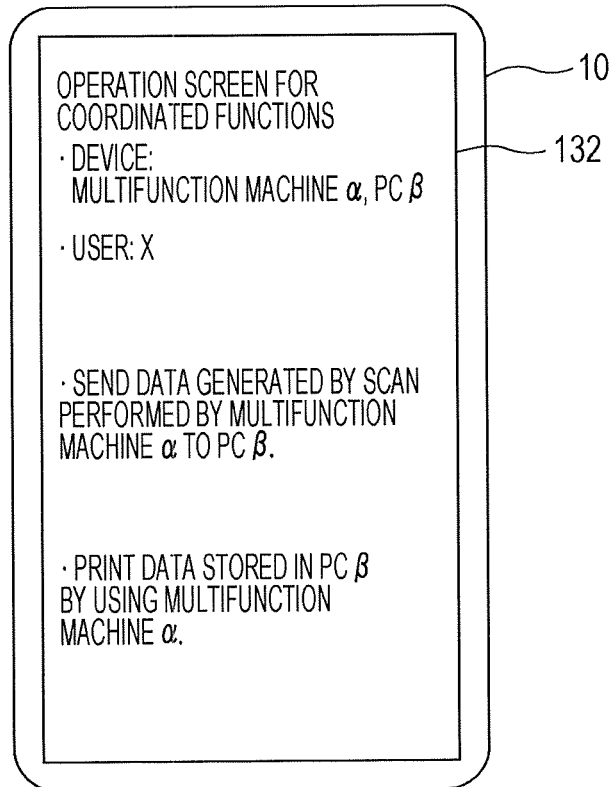 OPERATION SCREEN FOR
COORDINATED FUNCTIONS
· DEVICE:
MULTIFUNCTION MACHINE α, PC β
· USER: X
· SEND DATA GENERATED BY SCAN
PERFORMED BY MULTIFUNCTION
MACHINE α TO PC β.
· PRINT DATA STORED IN PC β
BY USING MULTIFUNCTION
MACHINE α.
10
132